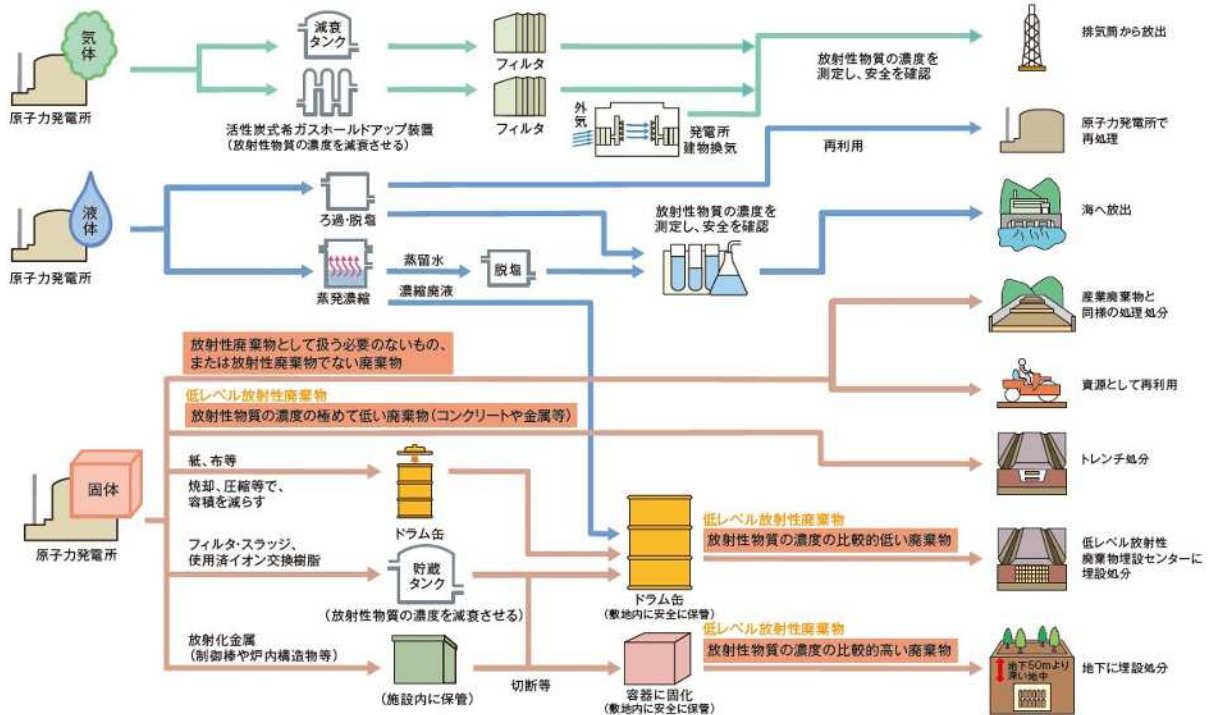 気体
原子力発電所
減衰
タンク
活性炭式希ガスホールドアップ装置
(放射性物質の濃度を減衰させる)
フィルタ
フィルタ
外気
発電所
建物換気
放射性物質の濃度を
測定し、安全を確認
排気筒から放出
液体
原子力発電所
ろ過・脱塩
再利用
原子力発電所で
再処理
蒸発濃縮
蒸留水
濃縮廃液
脱塩
放射性物質の濃度を
測定し、安全を確認
海へ放出
固体
原子力発電所
放射性廃棄物として扱う必要のないもの、
または放射性廃棄物でない廃棄物
産業廃棄物と
同様の処理処分
資源として再利用
低レベル放射性廃棄物
放射性物質の濃度の極めて低い廃棄物(コンクリートや金属等)
トレンチ処分
紙、布等
焼却、圧縮等で、
容積を減らす
ドラム缶
フィルタ・スラッジ、
使用済イオン交換樹脂
貯蔵
タンク
(放射性物質の濃度を減衰させる)
ドラム缶
(敷地内に安全に保管)
低レベル放射性廃棄物
放射性物質の濃度の比較的低い廃棄物
低レベル放射性
廃棄物埋設センターに
埋設処分
放射化金属
(制御棒や炉内構造物等)
(施設内に保管)
切断等
容器に固化
(敷地内に安全に保管)
低レベル放射性廃棄物
放射性物質の濃度の比較的高い廃棄物
地下50mより
深い地中
地下に埋設処分